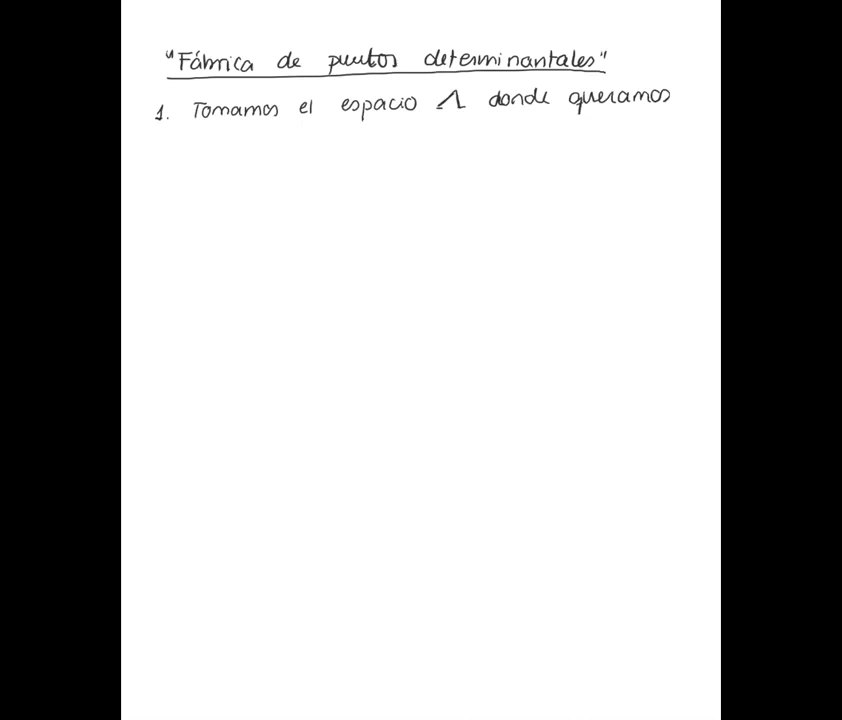 "Fábrica de puntos determinantales"
1. Tomamos el espacio Λ donde queramos